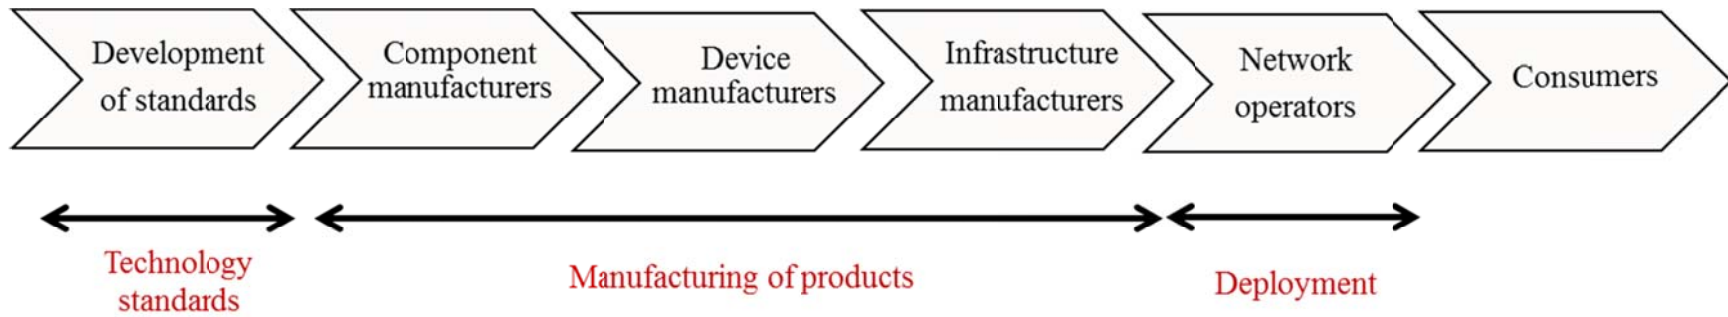 Development
of standards
Component
manufacturers
Device
manufacturers
Infrastructure
manufacturers
Network
operators
Consumers
Technology
standards
Manufacturing of products
Deployment